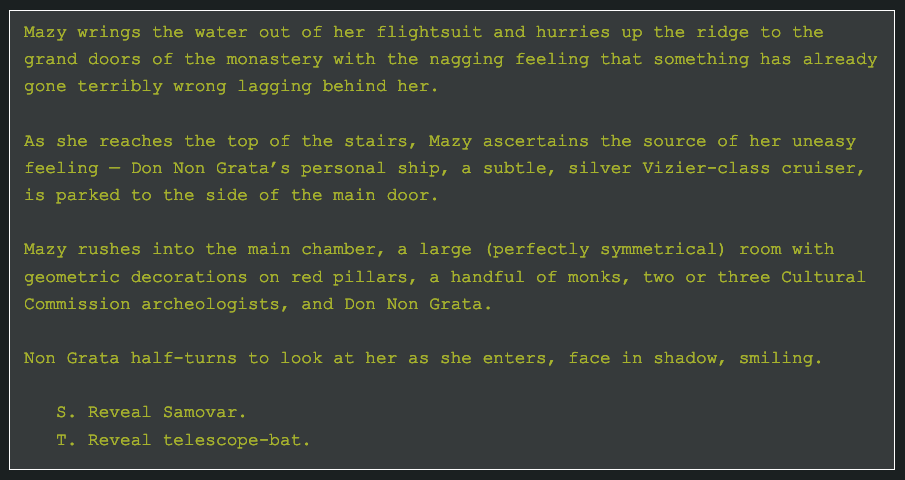 Mazy wrings the water out of her flightsuit and hurries up the ridge to the
grand doors of the monastery with the nagging feeling that something has already
gone terribly wrong lagging behind her.
As she reaches the top of the stairs, Mazy ascertains the source of her uneasy
feeling — Don Non Grata’s personal ship, a subtle, silver Vizier-class cruiser,
is parked to the side of the main door.
Mazy rushes into the main chamber, a large (perfectly symmetrical) room with
geometric decorations on red pillars, a handful of monks, two or three Cultural
Commission archeologists, and Don Non Grata.
Non Grata half-turns to look at her as she enters, face in shadow, smiling.
S. Reveal Samovar.
T. Reveal telescope-bat.